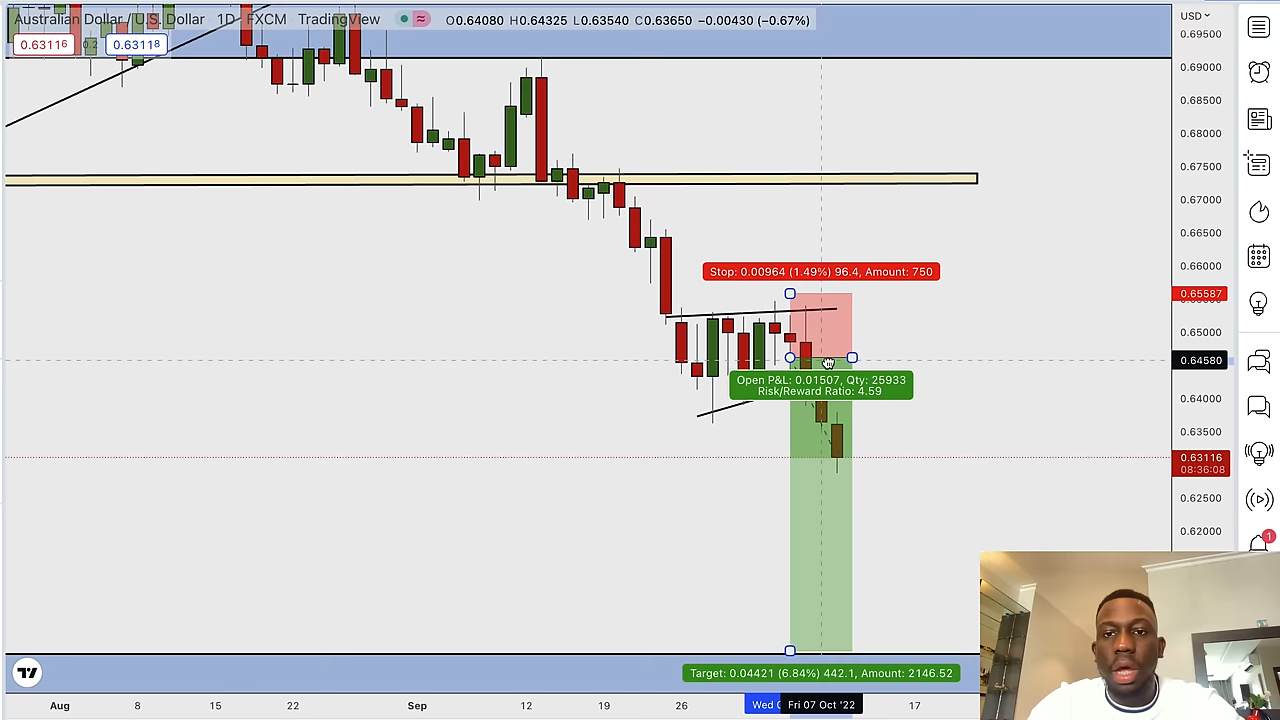 Australian Dollar / U.S. Dollar 1D FXCM TradingView ≈ O0.64080 H0.64325 L0.63540 C0.63650 −0.00430 (−0.67%)
0.63116 0.2 0.63118
USD
0.69500
0.69000
0.68500
0.68000
0.67500
0.67000
0.66500
0.66000
Stop: 0.00964 (1.49%) 96.4, Amount: 750
0.65587
0.65000
0.64580
Open P&L: 0.01507, Qty: 25933
Risk/Reward Ratio: 4.59
0.64000
0.63500
0.63116
08:36:08
0.62500
0.62000
1
Target: 0.04421 (6.84%) 442.1, Amount: 2146.52
Aug 8 15 22 Sep 12 19 26 Wed Fri 07 Oct '22 17